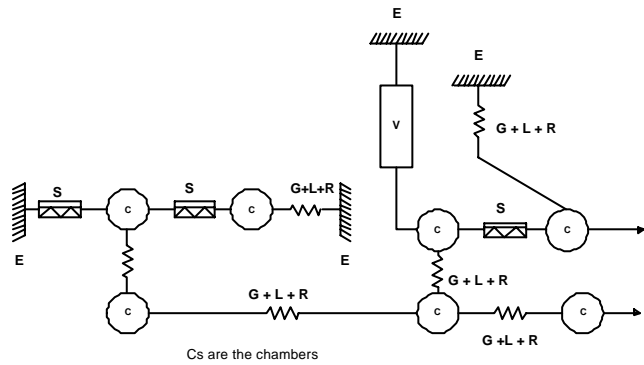 E
E
G + L + R
V
S
S
G+L+R
C
C
S
C
C
E
E
G + L + R
G + L + R
C
C
C
G +L + R
Cs are the chambers